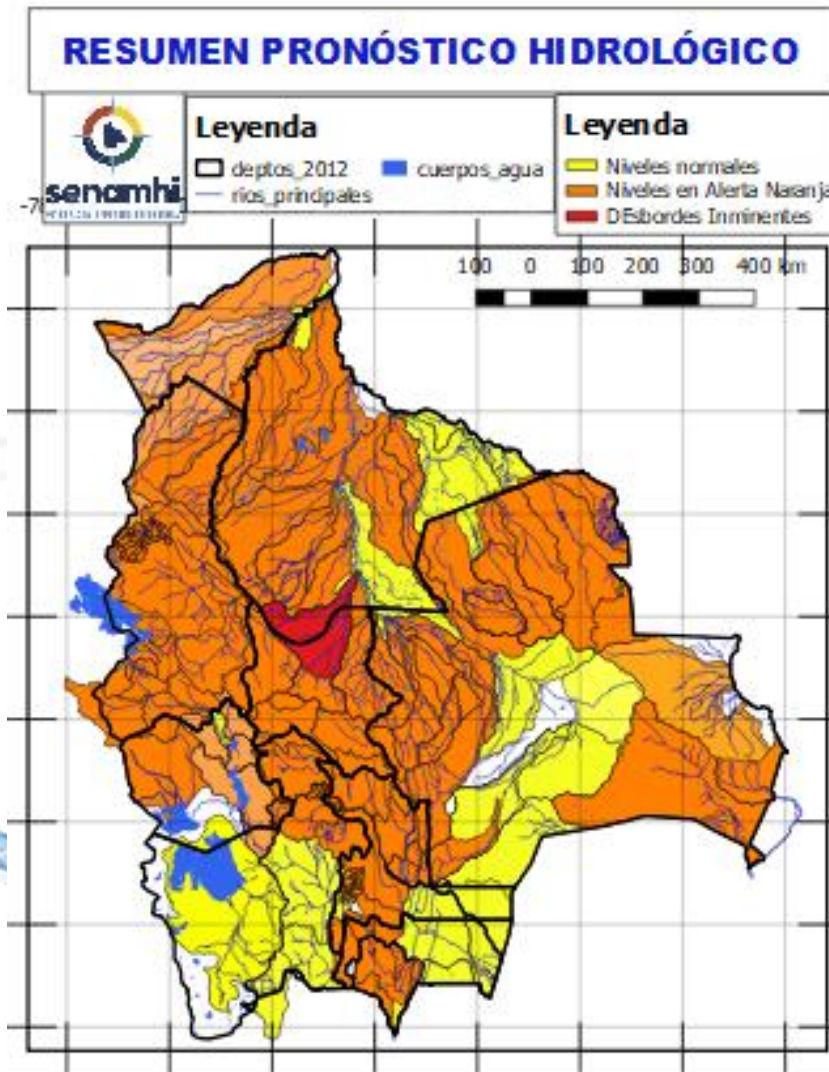 RESUMEN PRONÓSTICO HIDROLÓGICO
senamhi
Leyenda
deptos_2012
cuerpos_agua
rios_principales
Leyenda
Niveles normales
Niveles en Alerta Naranja
DEsbordes Inminentes
100 0 100 200 300 400 km